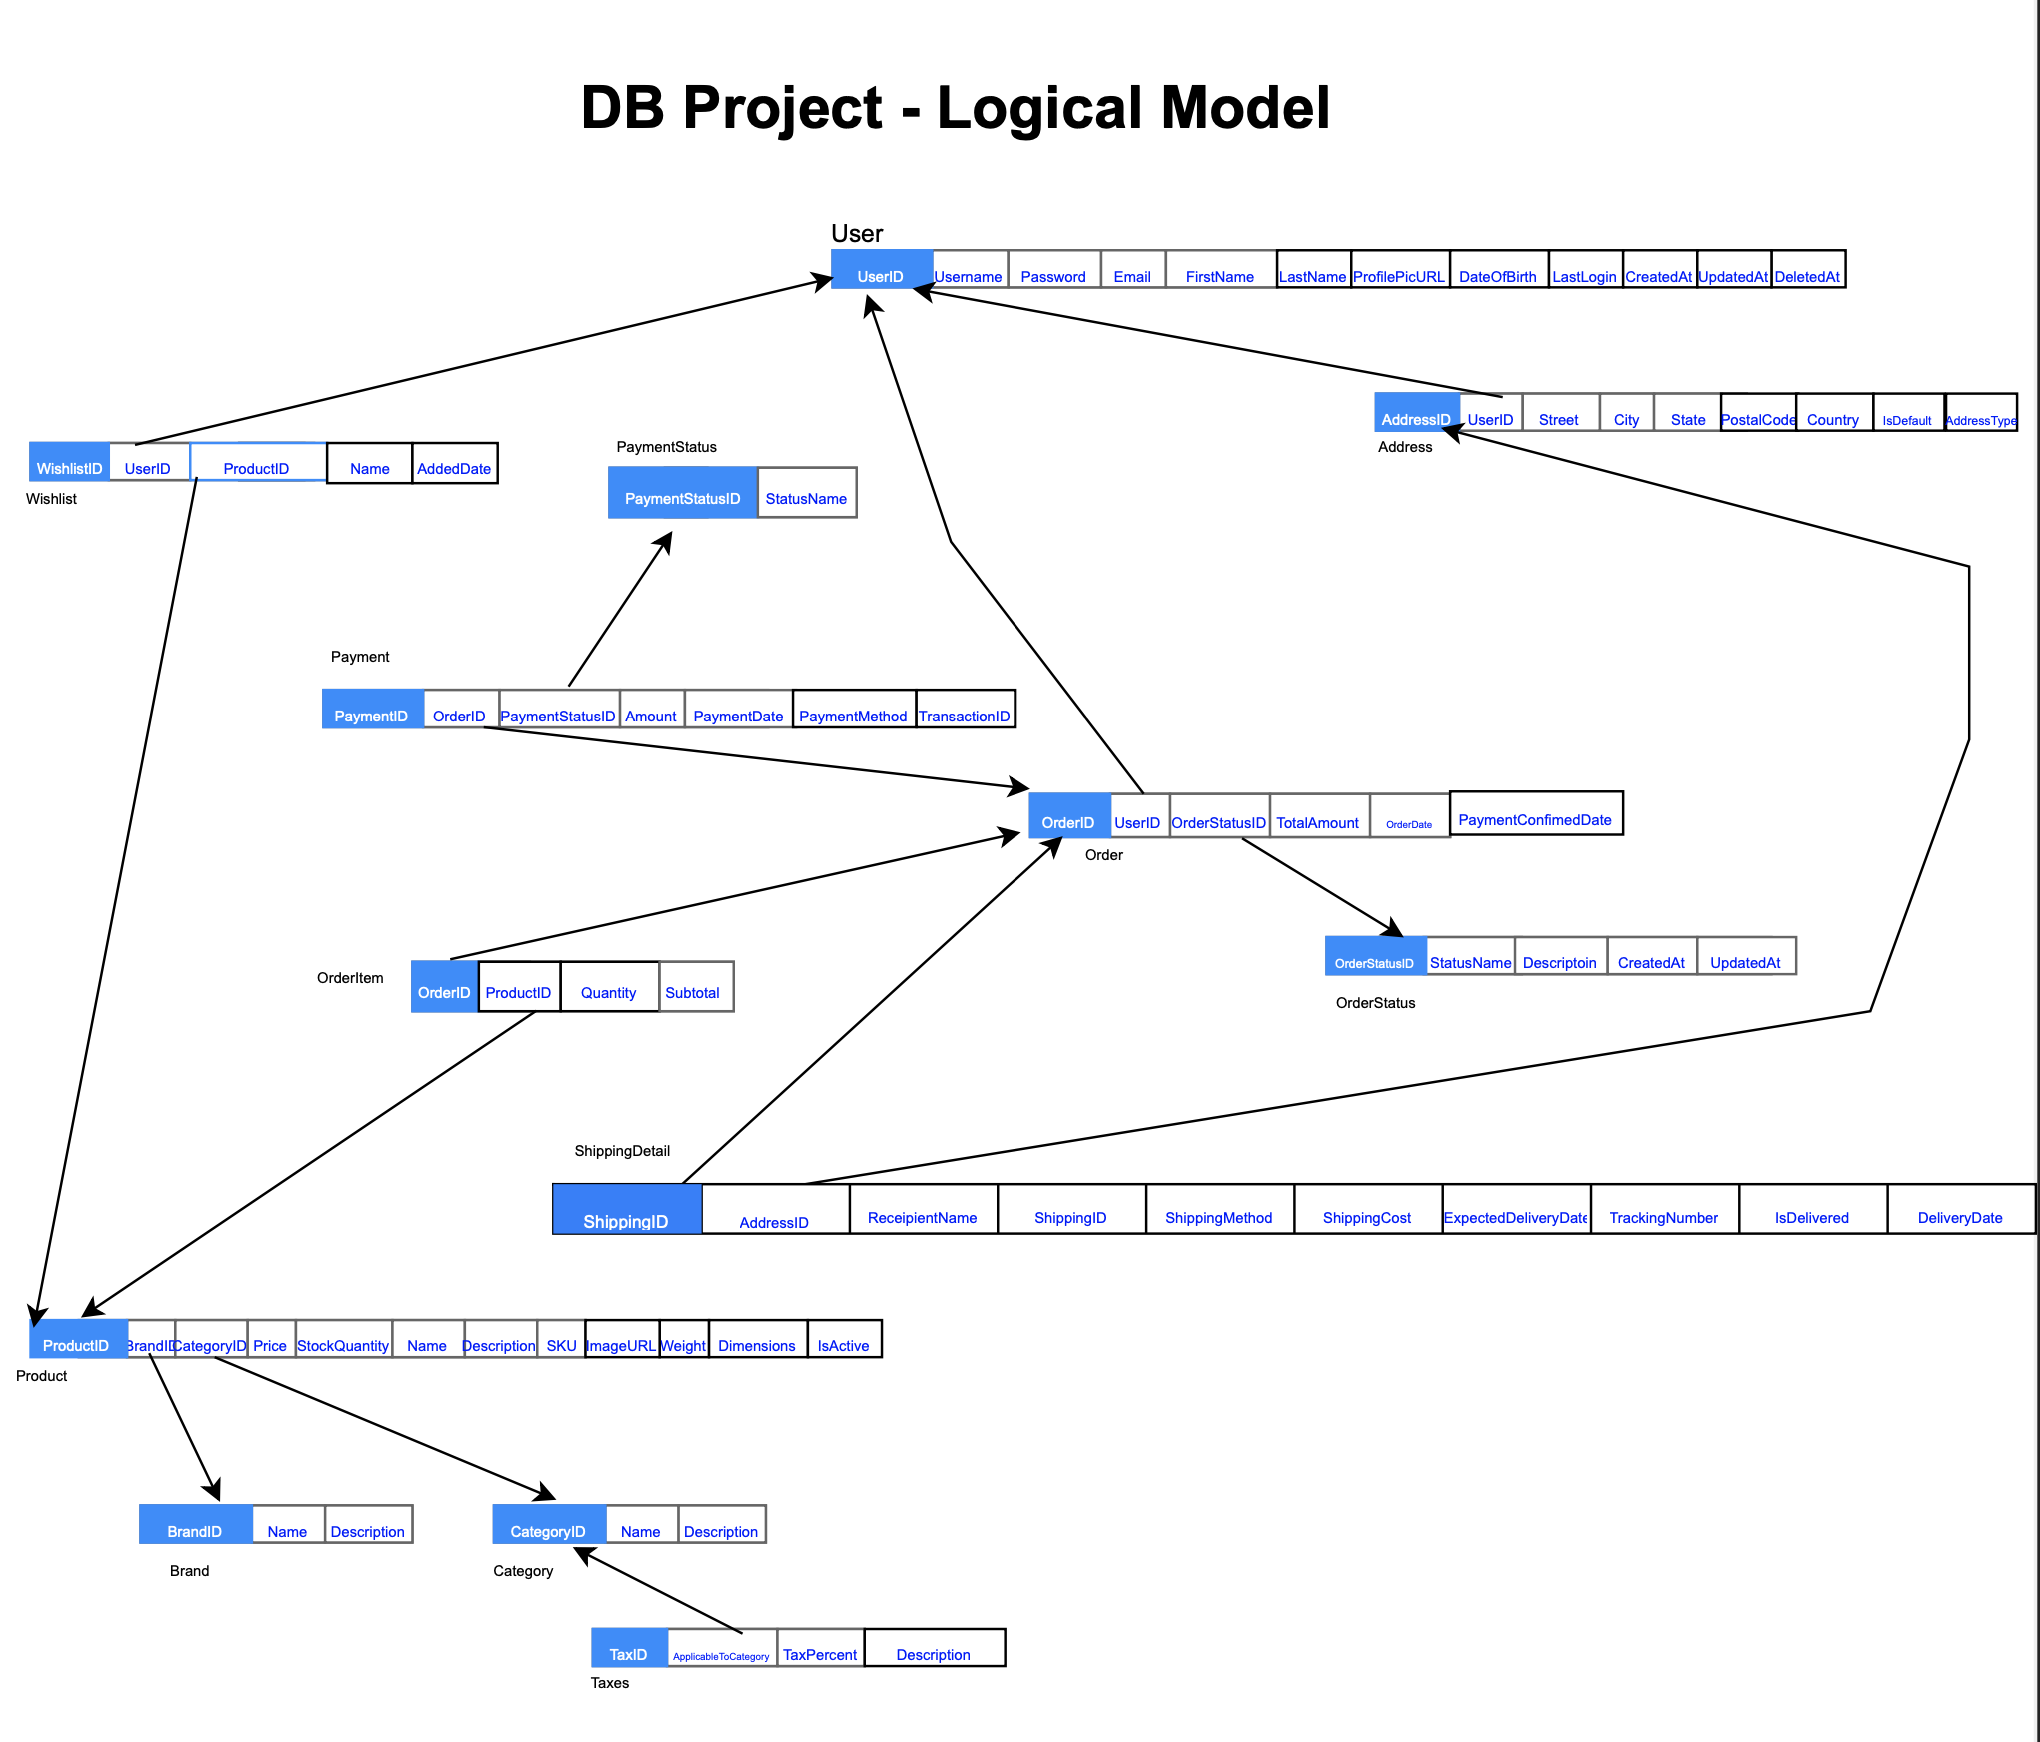 DB Project - Logical Model
User
UserID Username Password Email FirstName LastName ProfilePicURL DateOfBirth LastLogin CreatedAt UpdatedAt DeletedAt
AddressID UserID Street City State PostalCode Country IsDefault AddressType
Address
PaymentStatus
WishlistID UserID ProductID Name AddedDate
Wishlist
PaymentStatusID StatusName
Payment
PaymentID OrderID PaymentStatusID Amount PaymentDate PaymentMethod TransactionID
OrderID UserID OrderStatusID TotalAmount OrderDate PaymentConfimedDate
Order
OrderStatusID StatusName Descriptoin CreatedAt UpdatedAt
OrderStatus
OrderItem
OrderID ProductID Quantity Subtotal
ShippingDetail
ShippingID AddressID ReceipientName ShippingID ShippingMethod ShippingCost ExpectedDeliveryDate TrackingNumber IsDelivered DeliveryDate
ProductID BrandID CategoryID Price StockQuantity Name Description SKU ImageURL Weight Dimensions IsActive
Product
BrandID Name Description
Brand
CategoryID Name Description
Category
TaxID ApplicableToCategory TaxPercent Description
Taxes